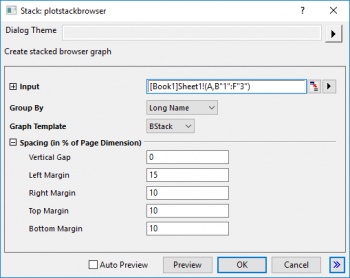 Stack: plotstackbrowser
Dialog Theme
Create stacked browser graph
Input [Book1]Sheet1!(A,B"1":F"3")
Group By Long Name
Graph Template BStack
Spacing (in % of Page Dimension)
Vertical Gap 0
Left Margin 15
Right Margin 10
Top Margin 10
Bottom Margin 10
Auto Preview Preview OK Cancel